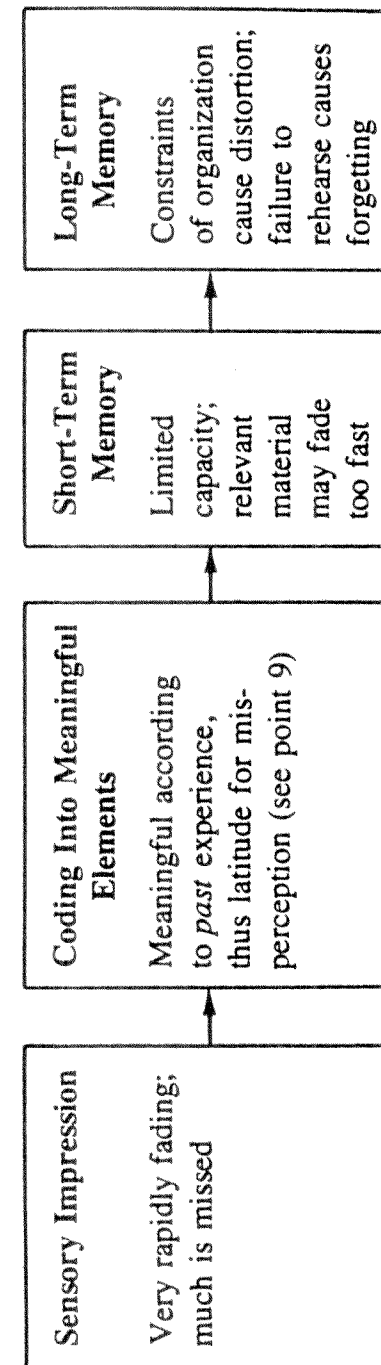 Sensory Impression
Very rapidly fading;
much is missed
Coding Into Meaningful
Elements
Meaningful according
to past experience,
thus latitude for mis-
perception (see point 9)
Short-Term
Memory
Limited
capacity;
relevant
material
may fade
too fast
Long-Term
Memory
Constraints
of organization
cause distortion;
failure to
rehearse causes
forgetting